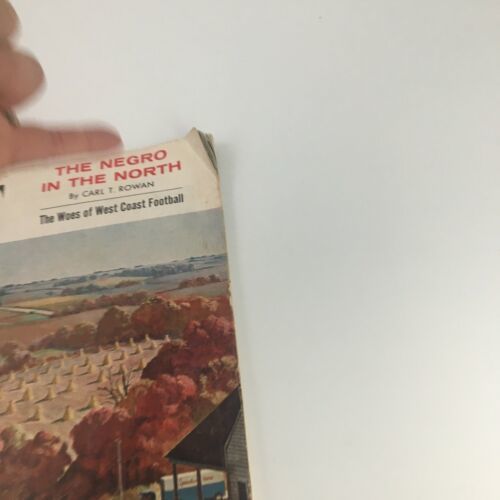 THE NEGRO
IN THE NORTH
By CARL T. ROWAN
The Woes of West Coast Football